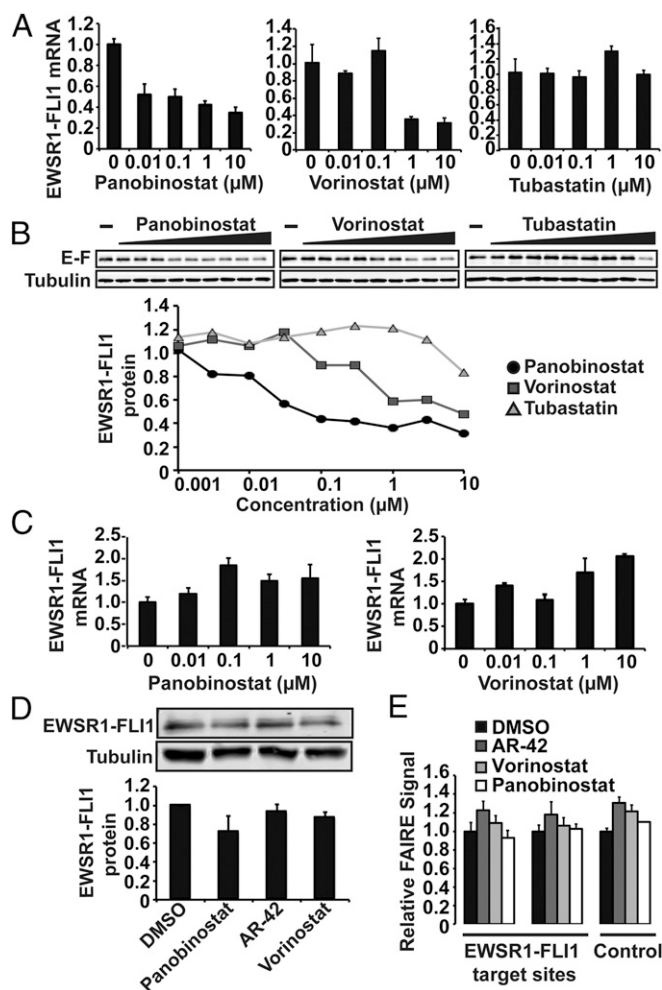 A
EWSR1-FLI1 mRNA
1.2
1.0
0.8
0.6
0.4
0.2
0
0 0.01 0.1 1 10
Panobinostat (µM)
1.4
1.2
1.0
0.8
0.6
0.4
0.2
0
0 0.01 0.1 1 10
Vorinostat (µM)
1.6
1.4
1.2
1.0
0.8
0.6
0.4
0.2
0
0 0.01 0.1 1 10
Tubastatin (µM)
B
– Panobinostat – Vorinostat – Tubastatin
E-F
Tubulin
EWSR1-FLI1
protein
1.4
1.2
1.0
0.8
0.6
0.4
0.2
0
0.001 0.01 0.1 1 10
Concentration (µM)
Panobinostat
Vorinostat
Tubastatin
C
EWSR1-FLI1
mRNA
2.5
2.0
1.5
1.0
0.5
0
0 0.01 0.1 1 10
Panobinostat
(µM)
EWSR1-FLI1
mRNA
2.5
2.0
1.5
1.0
0.5
0
0 0.01 0.1 1 10
Vorinostat
(µM)
D
EWSR1-FLI1
Tubulin
EWSR1-FLI1
protein
1.2
1
0.8
0.6
0.4
0.2
0
DMSO
Panobinostat
AR-42
Vorinostat
E
DMSO
AR-42
Vorinostat
Panobinostat
Relative FAIRE Signal
1.6
1.4
1.2
1.0
0.8
0.6
0.4
0.2
0
EWSR1-FLI1
target sites
Control